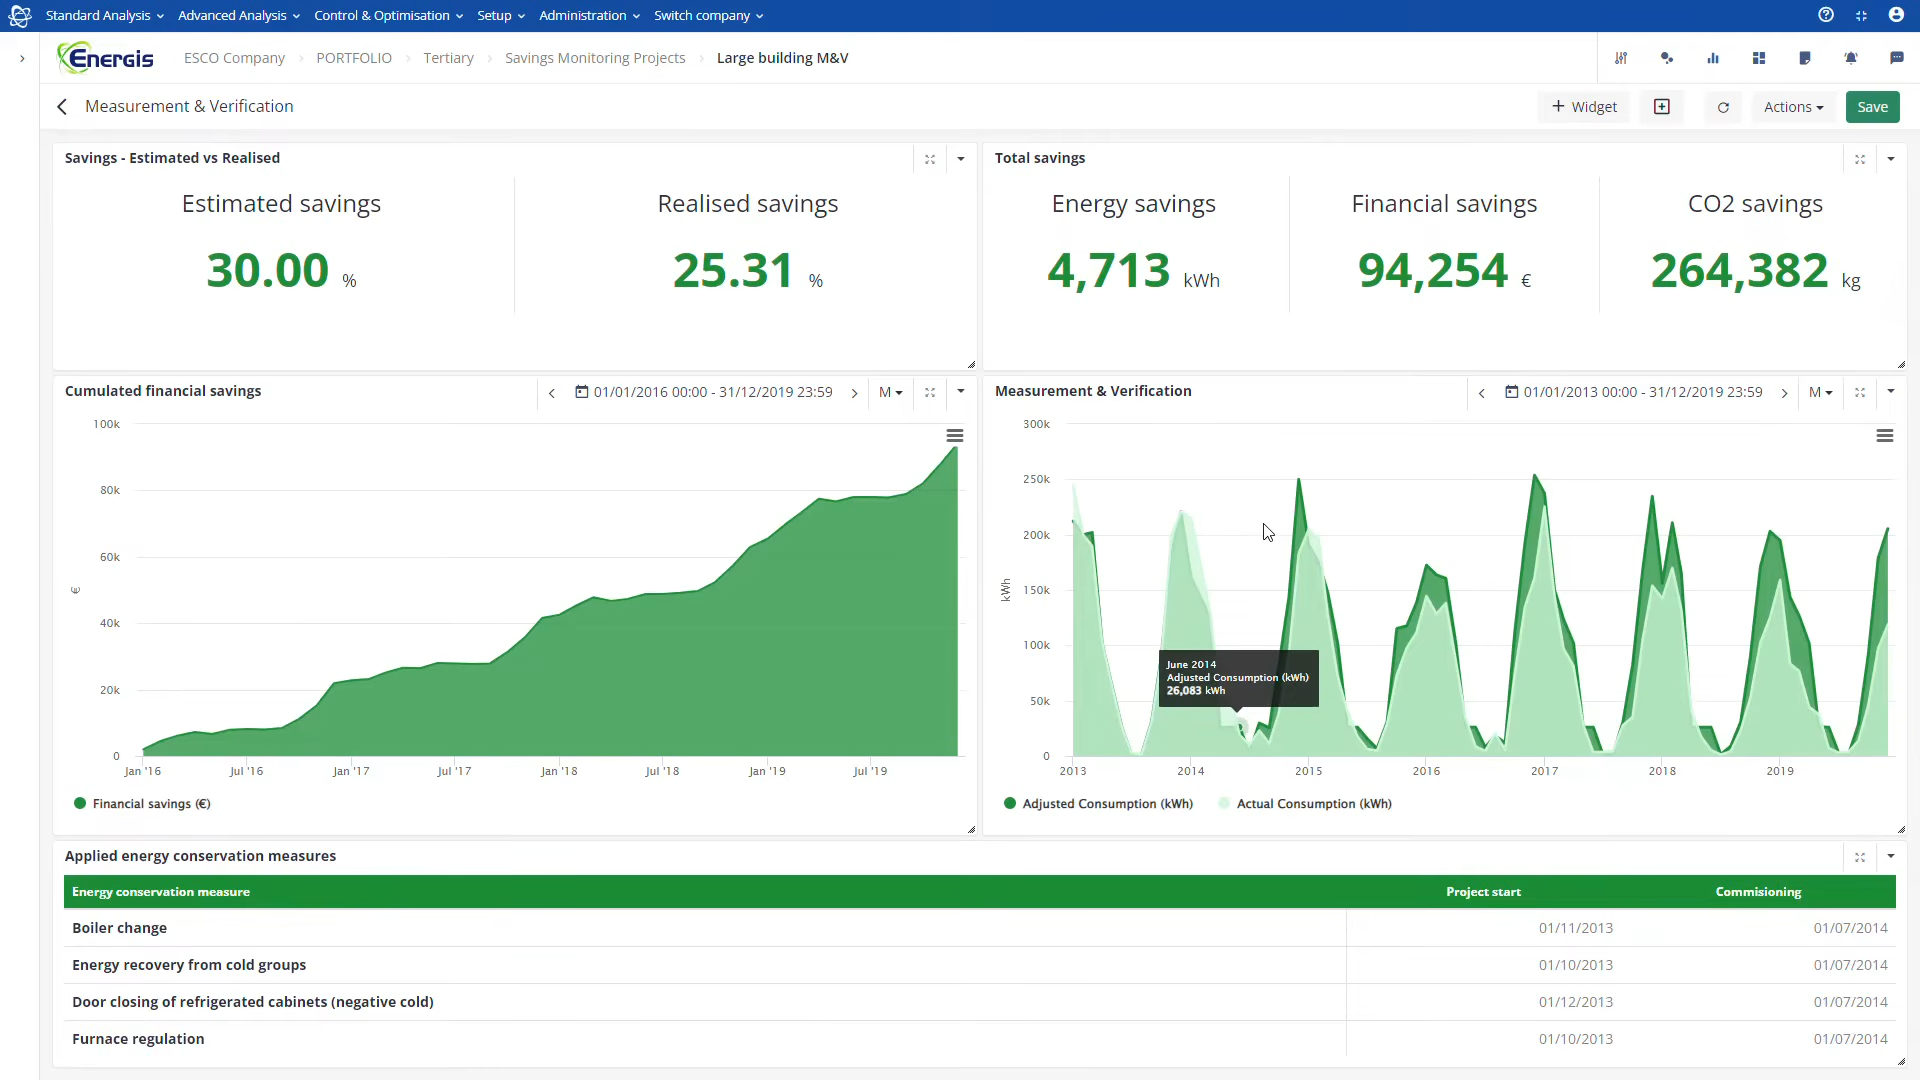 Standard Analysis Advanced Analysis Control & Optimisation Setup Administration Switch company
Energis ESCO Company PORTFOLIO Tertiary Savings Monitoring Projects Large building M&V
Measurement & Verification + Widget Actions Save
Savings - Estimated vs Realised
Estimated savings Realised savings
30.00 % 25.31 %
Total savings
Energy savings Financial savings CO2 savings
4,713 kWh 94,254 € 264,382 kg
Cumulated financial savings 01/01/2016 00:00 - 31/12/2019 23:59 M
100k
80k
60k
€
40k
20k
0
Jan '16 Jul '16 Jan '17 Jul '17 Jan '18 Jul '18 Jan '19 Jul '19
Financial savings (€)
Measurement & Verification 01/01/2013 00:00 - 31/12/2019 23:59 M
300k
250k
200k
150k
kWh
100k
50k
0
June 2014
Adjusted Consumption (kWh)
26,083 kWh
2013 2014 2015 2016 2017 2018 2019
Adjusted Consumption (kWh) Actual Consumption (kWh)
Applied energy conservation measures
Energy conservation measure Project start Commisioning
Boiler change 01/11/2013 01/07/2014
Energy recovery from cold groups 01/10/2013 01/07/2014
Door closing of refrigerated cabinets (negative cold) 01/12/2013 01/07/2014
Furnace regulation 01/10/2013 01/07/2014